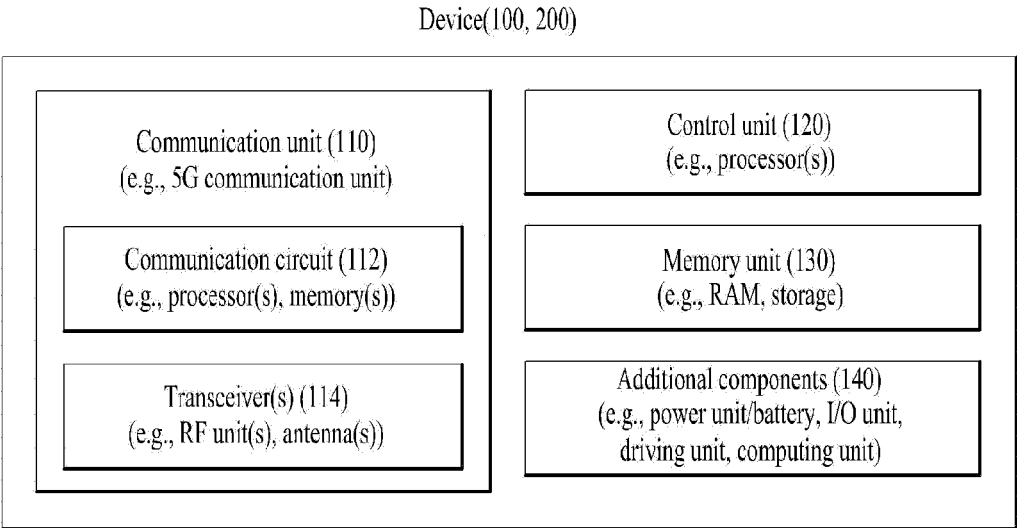 Device(100, 200)
Communication unit (110)
(e.g., 5G communication unit)
Communication circuit (112)
(e.g., processor(s), memory(s))
Transceiver(s) (114)
(e.g., RF unit(s), antenna(s))
Control unit (120)
(e.g., processor(s))
Memory unit (130)
(e.g., RAM, storage)
Additional components (140)
(e.g., power unit/battery, I/O unit,
driving unit, computing unit)